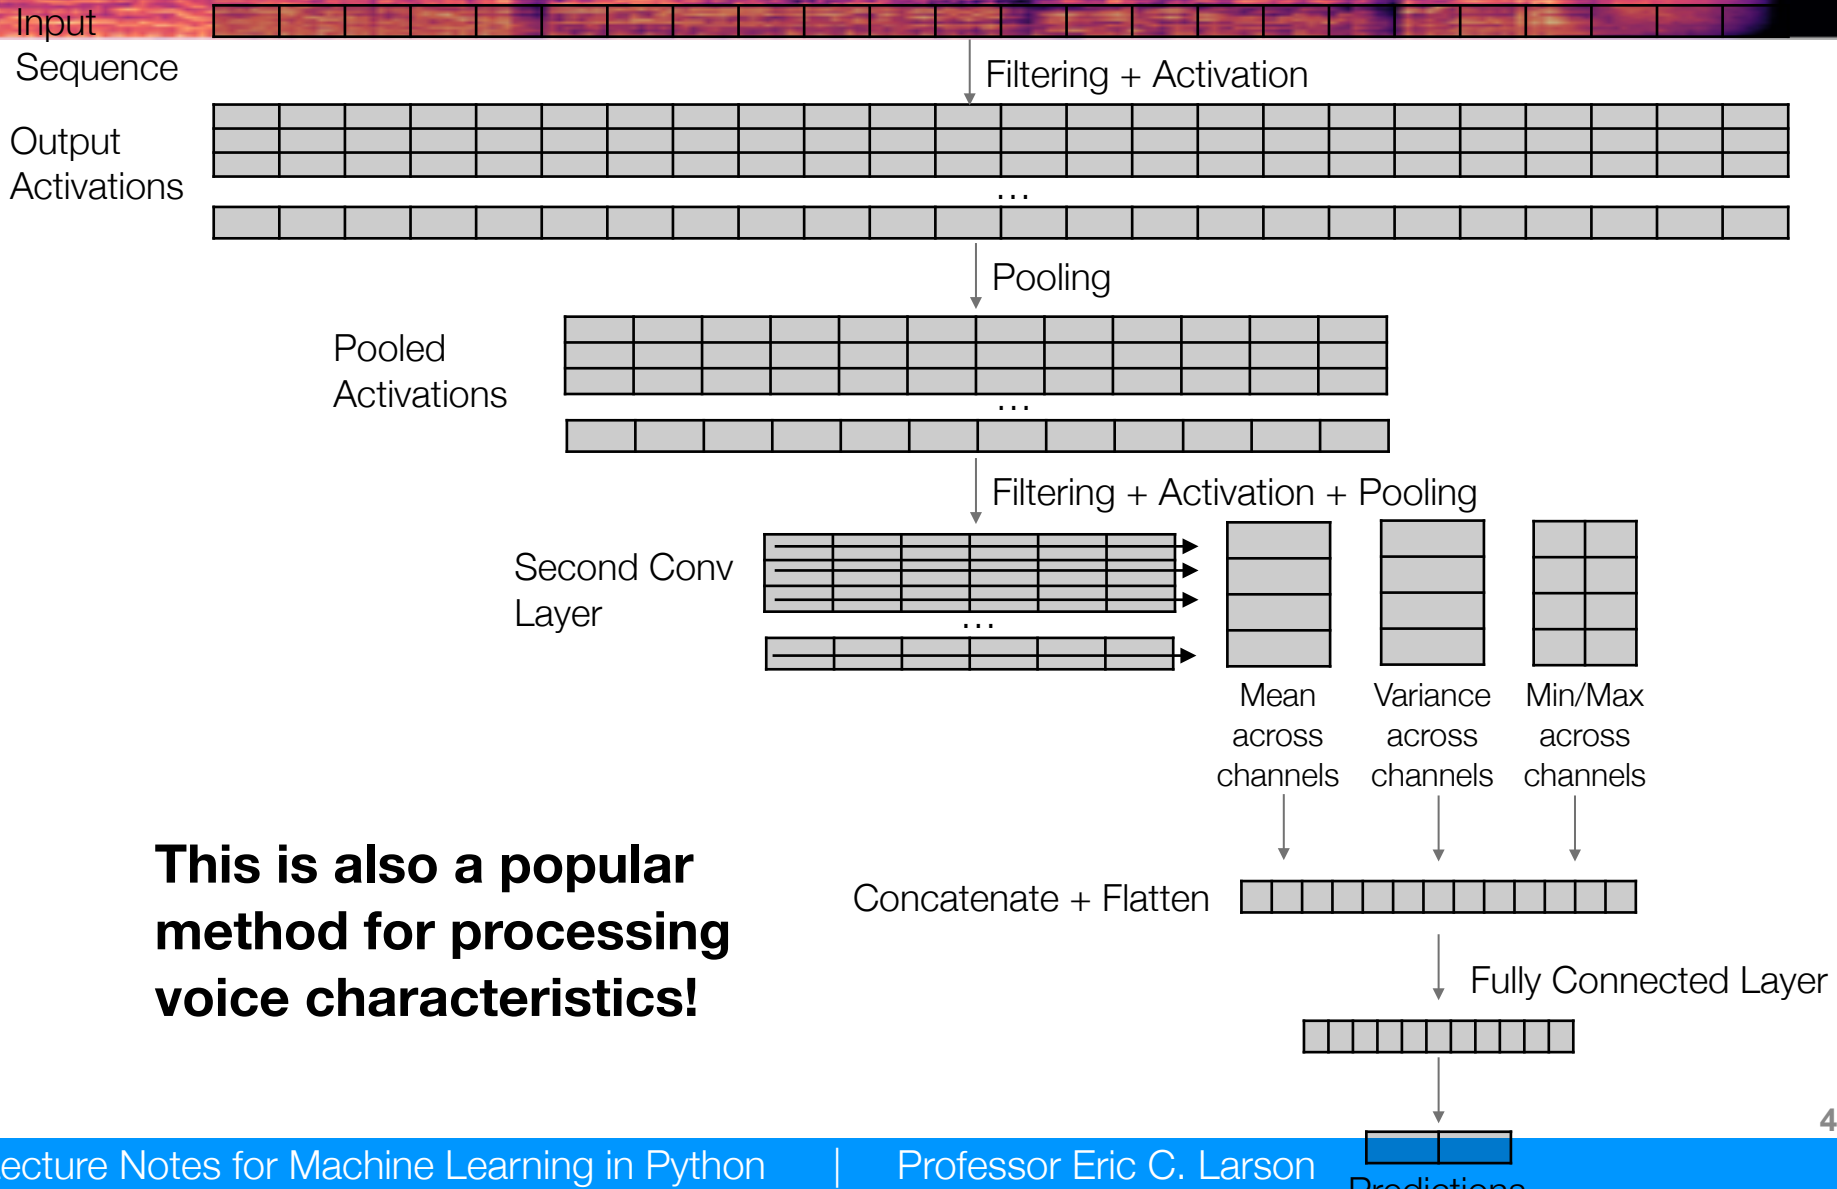 Input
Sequence
Filtering + Activation
Output
Activations
...
Pooling
Pooled
Activations
...
Filtering + Activation + Pooling
Second Conv
Layer
...
Mean
across
channels
Variance
across
channels
Min/Max
across
channels
This is also a popular
method for processing
voice characteristics!
Concatenate + Flatten
Fully Connected Layer
4
ecture Notes for Machine Learning in Python | Professor Eric C. Larson
Predictions